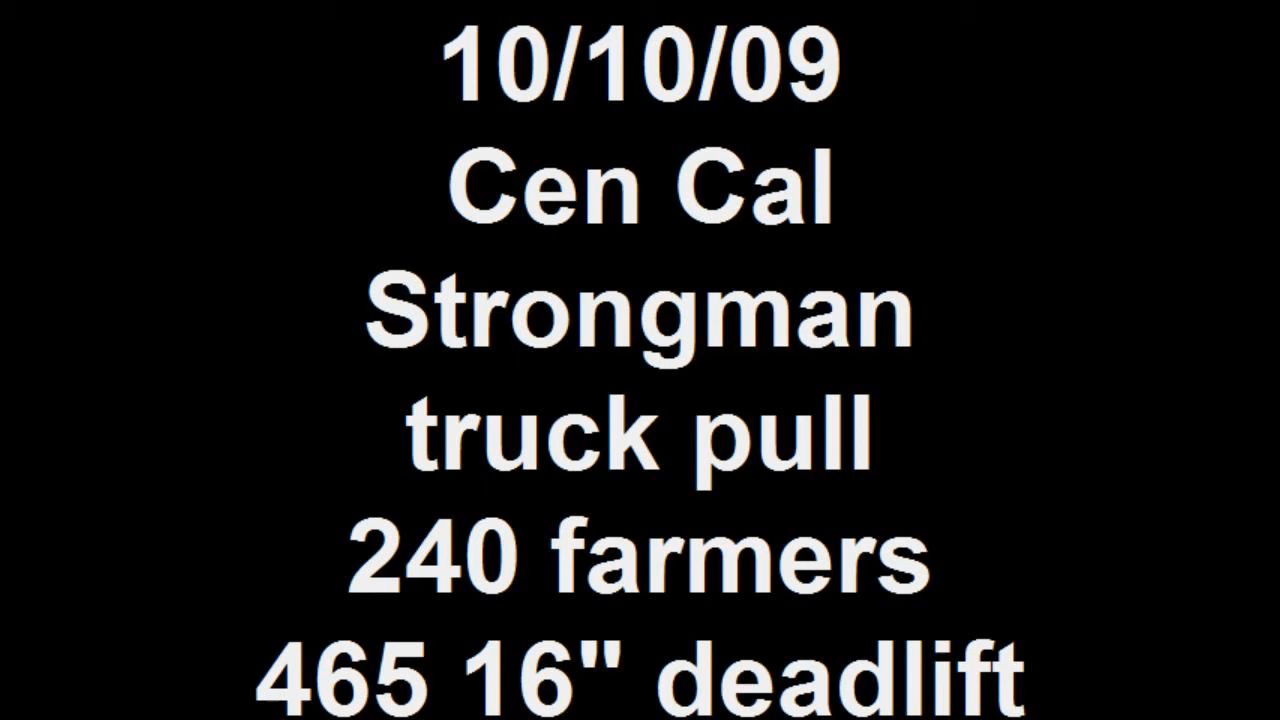 10/10/09
Cen Cal
Strongman
truck pull
240 farmers
465 16" deadlift